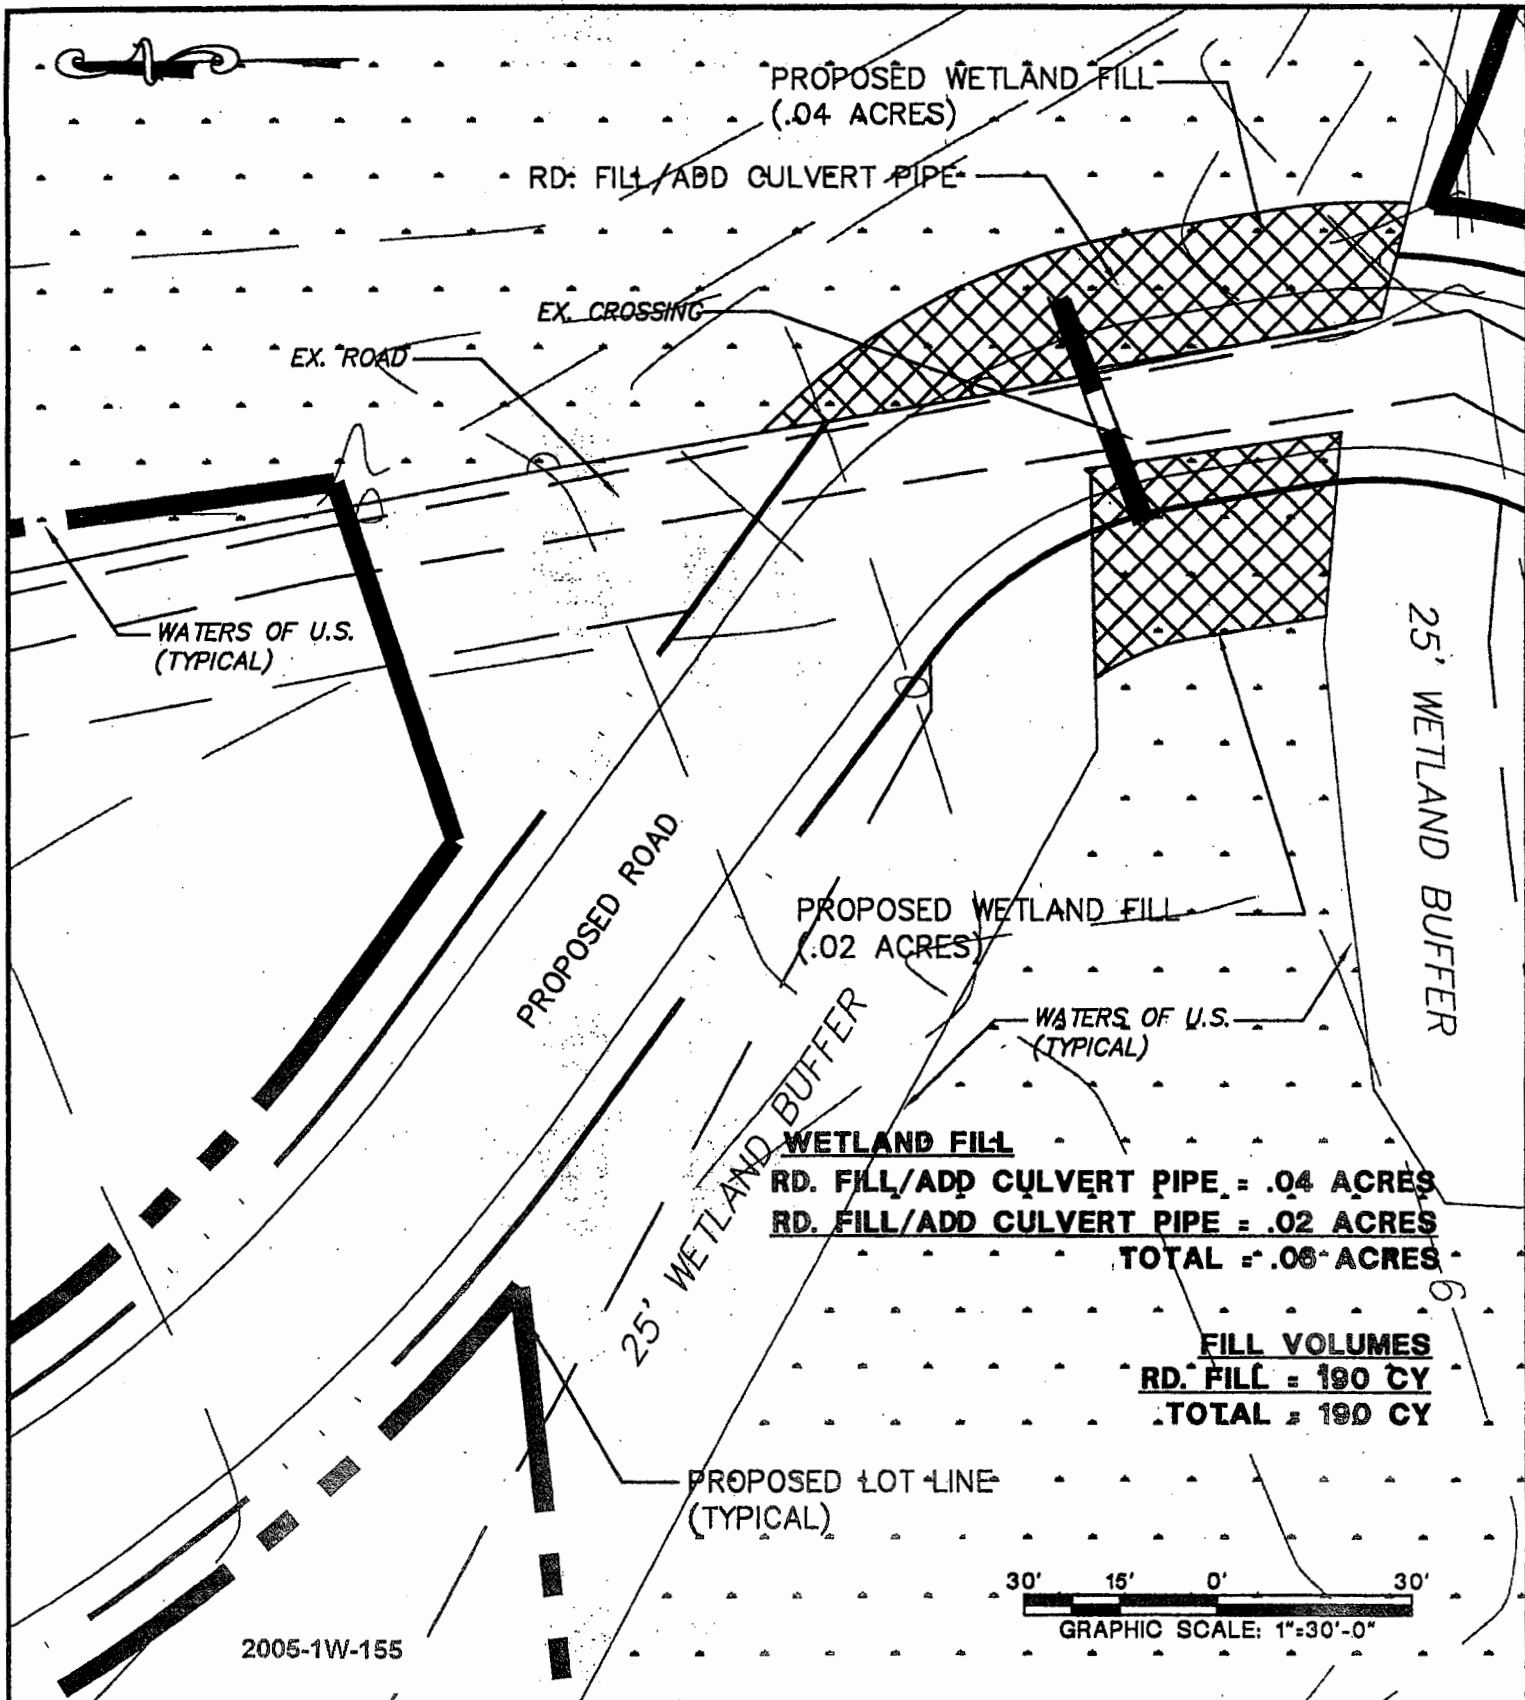 PROPOSED WETLAND FILL
(.04 ACRES)
RD. FILL/ADD CULVERT PIPE
EX. CROSSING
EX. ROAD
WATERS OF U.S.
(TYPICAL)
25' WETLAND BUFFER
PROPOSED ROAD
PROPOSED WETLAND FILL
(.02 ACRES)
WATERS OF U.S.
(TYPICAL)
25' WETLAND BUFFER
WETLAND FILL
RD. FILL/ADD CULVERT PIPE = .04 ACRES
RD. FILL/ADD CULVERT PIPE = .02 ACRES
TOTAL = .06 ACRES
6
FILL VOLUMES
RD. FILL = 190 CY
TOTAL = 190 CY
PROPOSED LOT LINE
(TYPICAL)
30' 15' 0' 30'
GRAPHIC SCALE: 1"=30'-0"
2005-1W-155